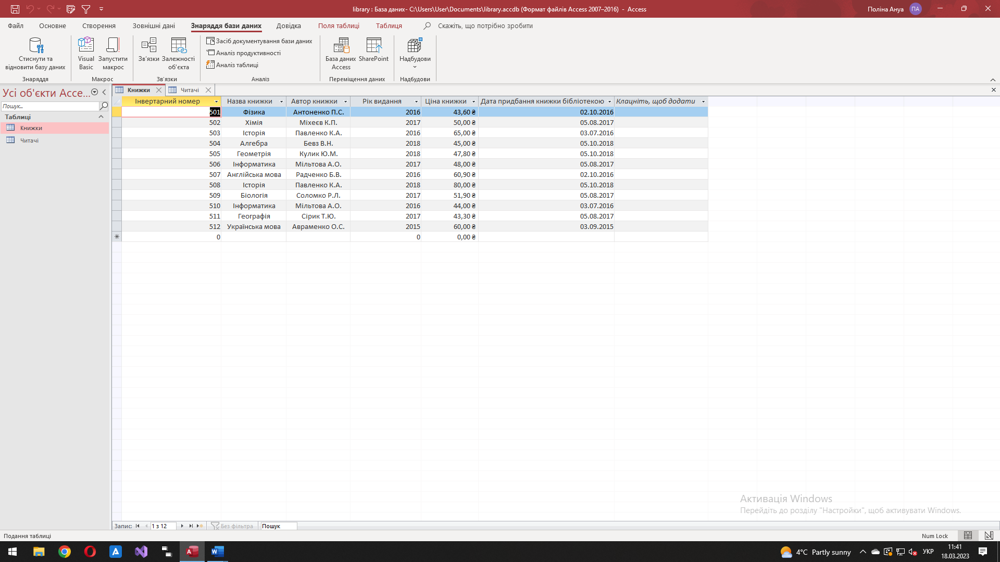 library : База даних- C:\Users\User\Documents\library.accdb (Формат файлів Access 2007–2016) - Access
Поліна Ануа ПА
Файл Основне Створення Зовнішні дані Знаряддя бази даних Довідка Поля таблиці Таблиця Скажіть, що потрібно зробити
Стиснути та відновити базу даних
Visual Basic
Запустити макрос
Зв'язки
Залежності об'єкта
Засіб документування бази даних
Аналіз продуктивності
Аналіз таблиці
База даних Access
SharePoint
Надбудови
Знаряддя Макрос Зв'язки Аналіз Переміщення даних Надбудови
Усі об'єкти Acce...
Пошук...
Таблиці
Книжки
Читачі
Книжки Читачі
Інвертарний номер Назва книжки Автор книжки Рік видання Ціна книжки Дата придбання книжки бібліотекою Клацніть, щоб додати
501 Фізика Антоненко П.С. 2016 43,60 ₴ 02.10.2016
502 Хімія Міхеєв К.П. 2017 50,00 ₴ 05.08.2017
503 Історія Павленко К.А. 2016 65,00 ₴ 03.07.2016
504 Алгебра Бевз В.Н. 2018 45,00 ₴ 05.10.2018
505 Геометрія Кулик Ю.М. 2018 47,80 ₴ 05.10.2018
506 Інформатика Мільтова А.О. 2017 48,00 ₴ 05.08.2017
507 Англійська мова Радченко Б.В. 2016 60,90 ₴ 02.10.2016
508 Історія Павленко К.А. 2018 80,00 ₴ 05.10.2018
509 Біологія Соломко Р.Л. 2017 51,90 ₴ 05.08.2017
510 Інформатика Мільтова А.О. 2016 44,00 ₴ 03.07.2016
511 Географія Сірик Т.Ю. 2017 43,30 ₴ 05.08.2017
512 Українська мова Авраменко О.С. 2015 60,00 ₴ 03.09.2015
0 0 0,00 ₴
Активація Windows
Перейдіть до розділу "Настройки", щоб активувати Windows.
Запис: 1 з 12 Без фільтра Пошук
Подання таблиці
Num Lock
4°C Partly sunny
УКР
11:41
18.03.2023